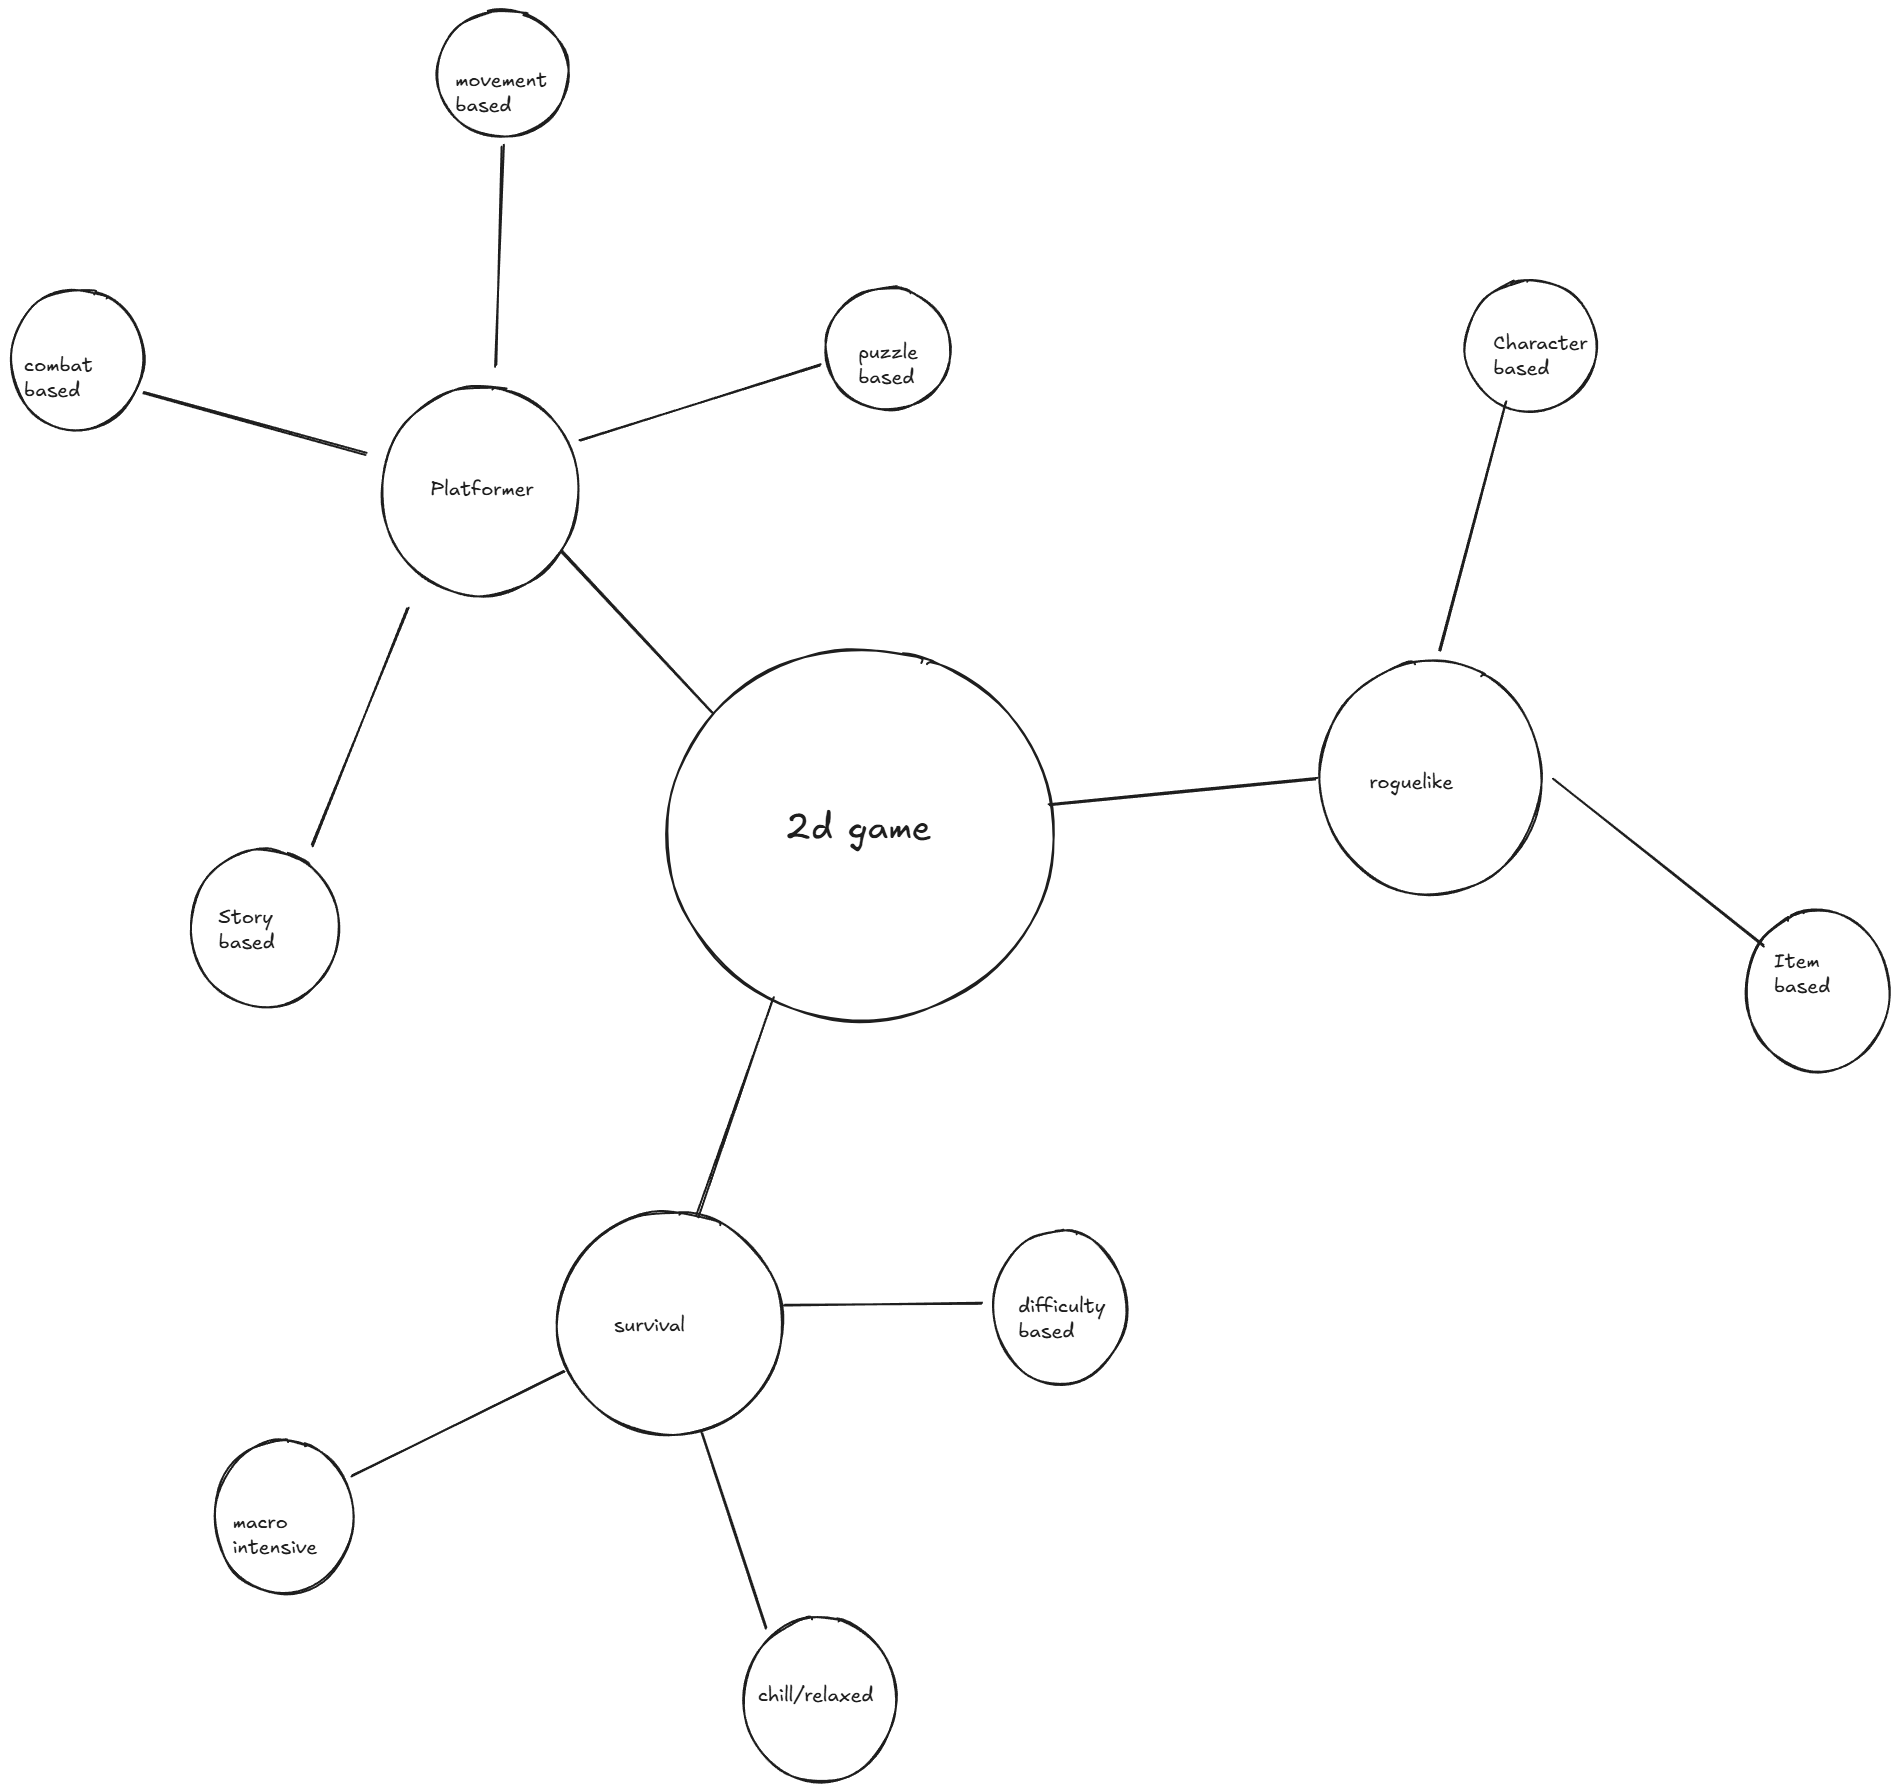 movement
based
combat
based
puzzle
based
Character
based
Platformer
roguelike
2d game
Story
based
Item
based
survival
difficulty
based
macro
intensive
chill/relaxed